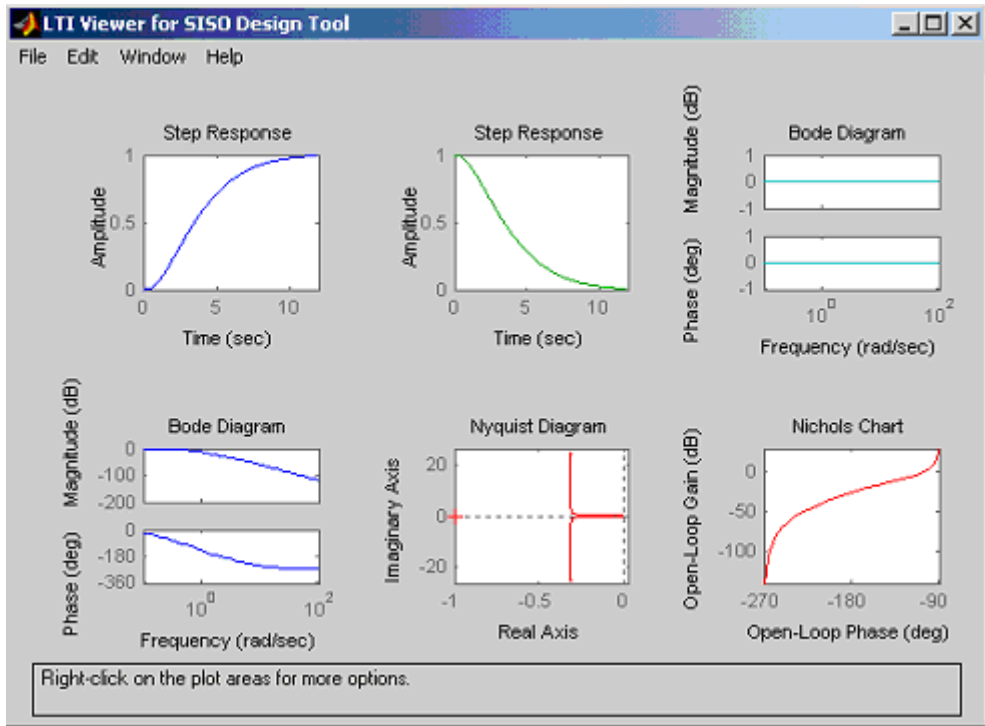 LTI Viewer for SISO Design Tool
File Edit Window Help
Step Response
Amplitude
1
0.5
0
0 5 10
Time (sec)
Step Response
Amplitude
1
0.5
0
0 5 10
Time (sec)
Bode Diagram
Magnitude (dB)
1
0
-1
Phase (deg)
1
0
-1
10^0 10^2
Frequency (rad/sec)
Bode Diagram
Magnitude (dB)
0
-100
-200
Phase (deg)
0
-180
-360
10^0 10^2
Frequency (rad/sec)
Nyquist Diagram
Imaginary Axis
20
0
-20
-1 -0.5 0
Real Axis
Nichols Chart
Open-Loop Gain (dB)
0
-50
-100
-270 -180 -90
Open-Loop Phase (deg)
Right-click on the plot areas for more options.